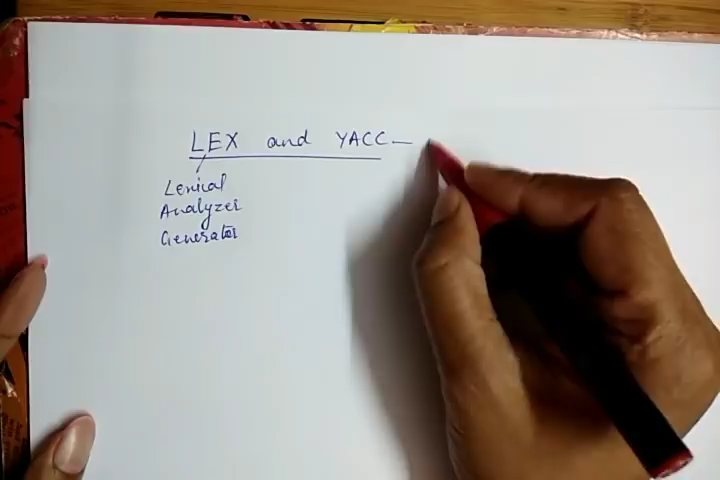 LEX and YACC —
Lexical
Analyzer
Generator